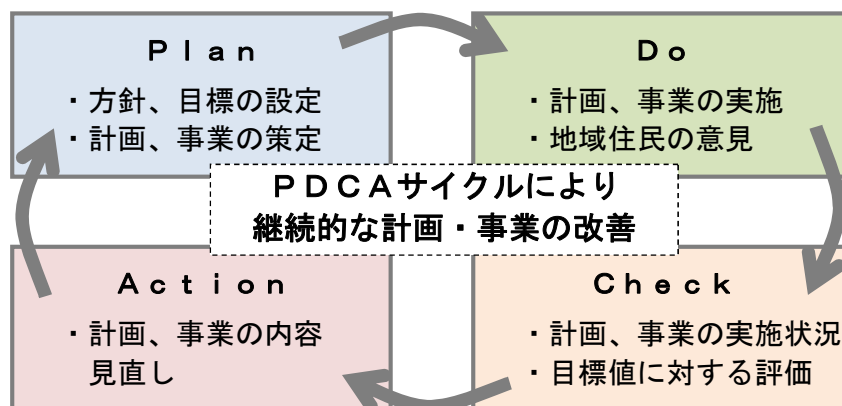 Ｐｌａｎ
・方針、目標の設定
・計画、事業の策定
Ｄｏ
・計画、事業の実施
・地域住民の意見
ＰＤＣＡサイクルにより
継続的な計画・事業の改善
Ａｃｔｉｏｎ
・計画、事業の内容
見直し
Ｃｈｅｃｋ
・計画、事業の実施状況
・目標値に対する評価